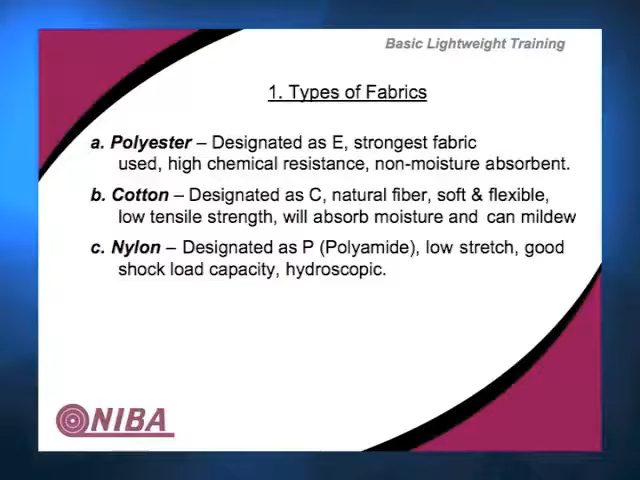 Basic Lightweight Training
1. Types of Fabrics
a. Polyester – Designated as E, strongest fabric
used, high chemical resistance, non-moisture absorbent.
b. Cotton – Designated as C, natural fiber, soft & flexible,
low tensile strength, will absorb moisture and can mildew
c. Nylon – Designated as P (Polyamide), low stretch, good
shock load capacity, hydroscopic.
NIBA